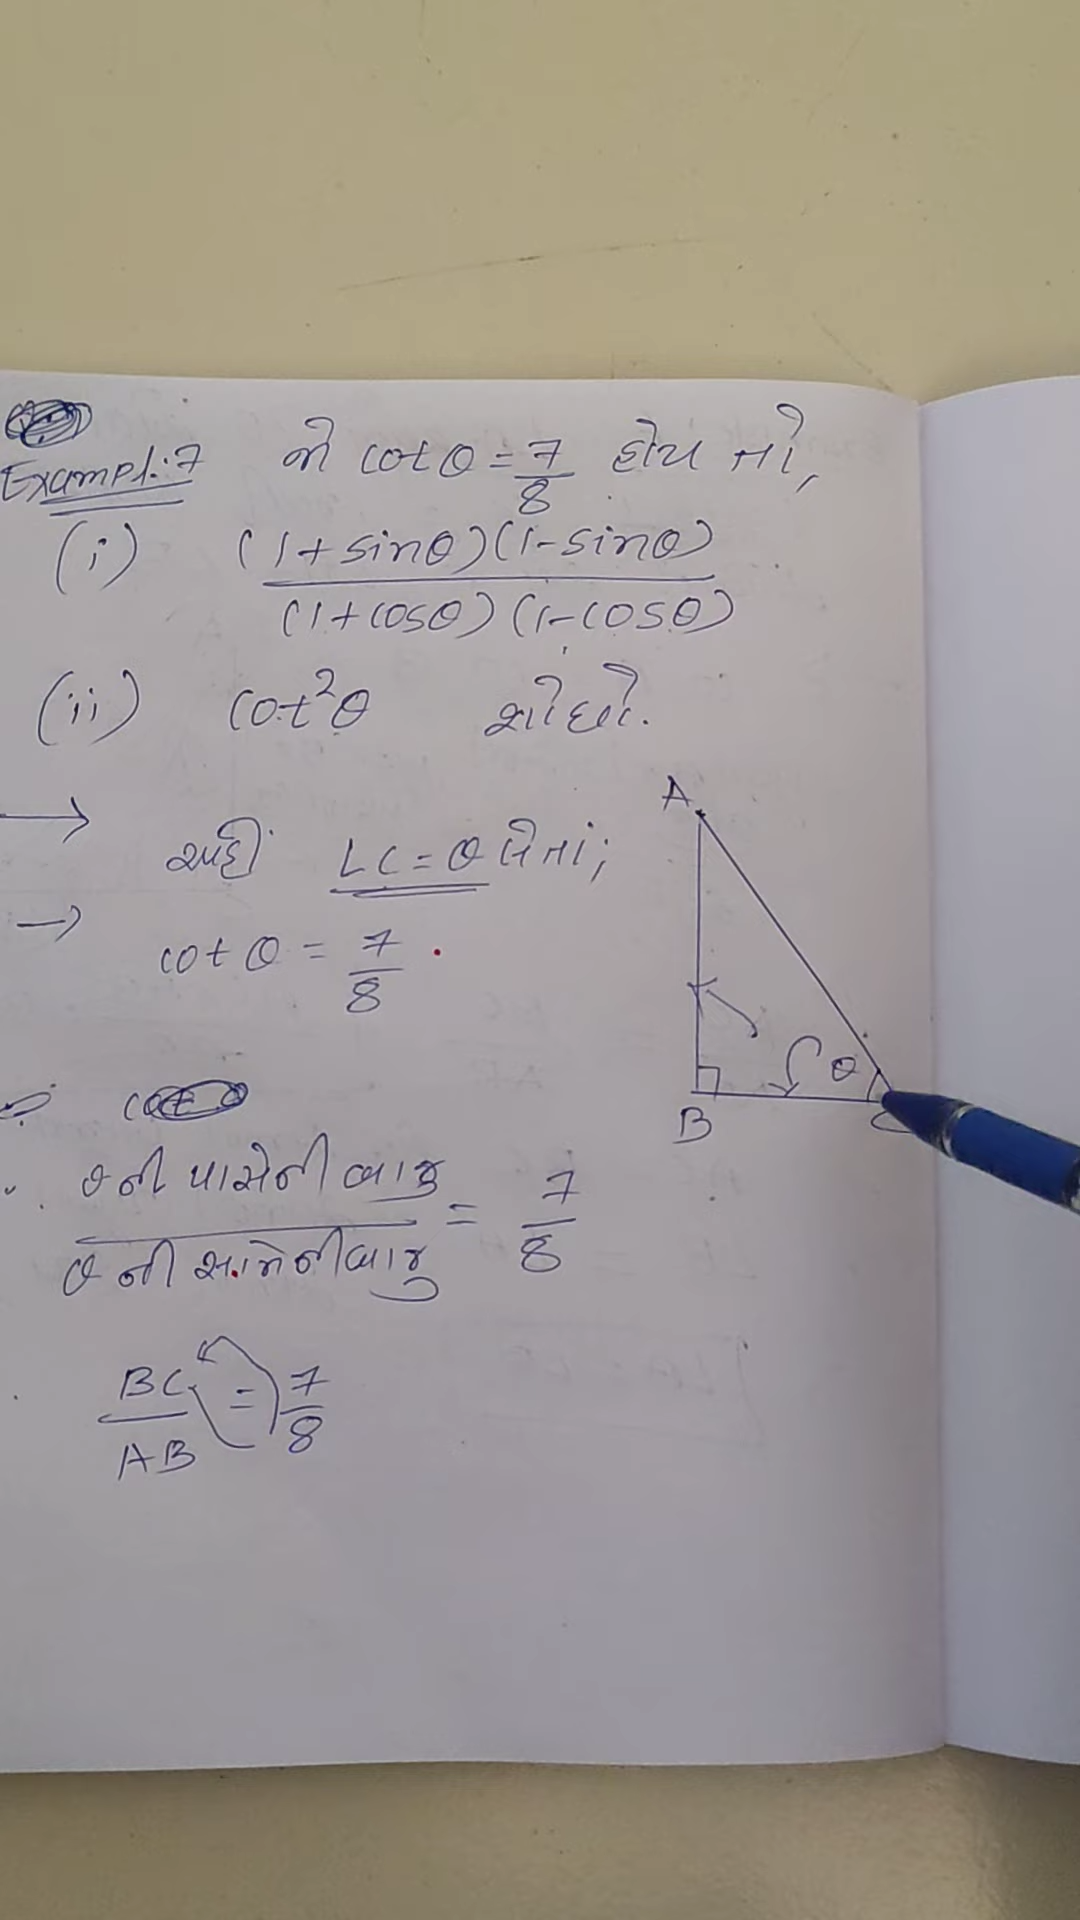 Exampl.:7 જો cot θ = 7/8 હોય તો,
(i) (1+sinθ)(1-sinθ)
(1+cosθ)(1-cosθ)
(ii) cot²θ શોધો.
A
અહીં ∠C = θ લેતાં;
cot θ = 7/8
θ
B C
θ ની પાસેની બાજુ / θ ની સામેની બાજુ = 7/8
BC/AB = 7/8